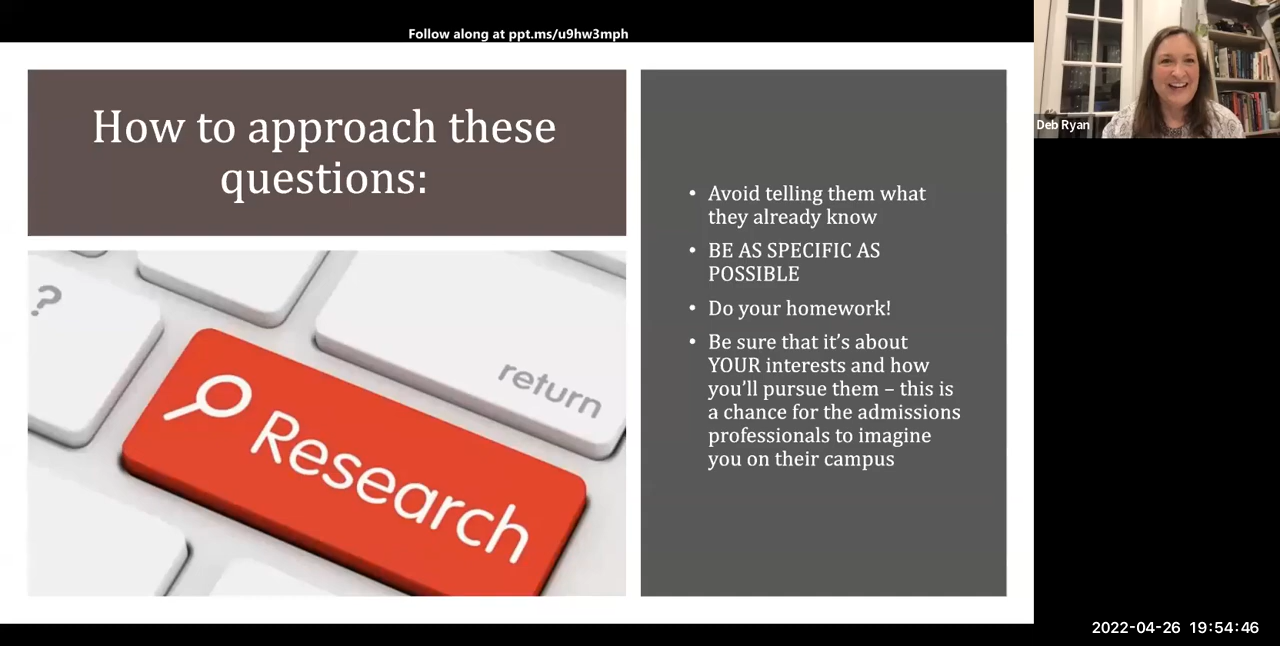 Follow along at ppt.ms/u9hw3mph
How to approach these
questions:
?
return
Research
• Avoid telling them what
they already know
• BE AS SPECIFIC AS
POSSIBLE
• Do your homework!
• Be sure that it’s about
YOUR interests and how
you’ll pursue them – this is
a chance for the admissions
professionals to imagine
you on their campus
Deb Ryan
2022-04-26 19:54:46